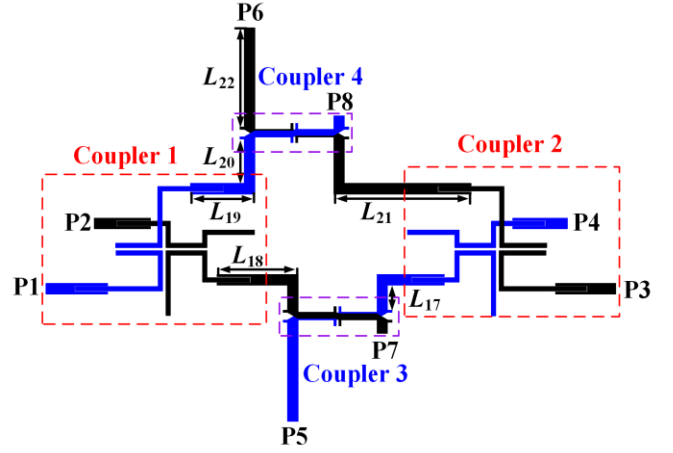 P6
L22
Coupler 4
P8
Coupler 1
L20
Coupler 2
P2
L19
L21
P4
P1
L18
L17
P3
P7
Coupler 3
P5